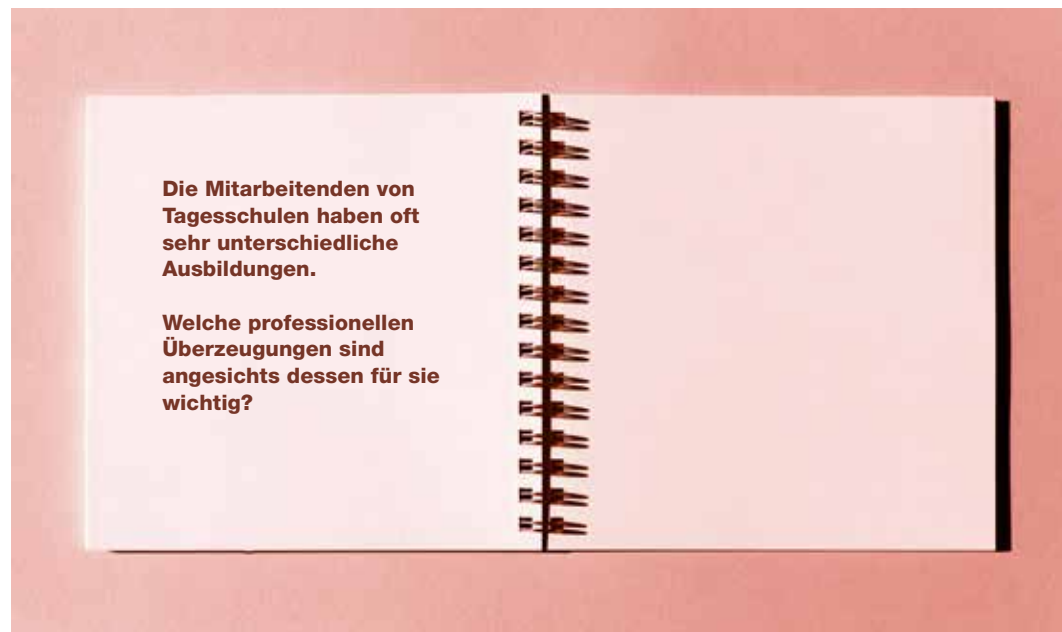 Die Mitarbeitenden von
Tagesschulen haben oft
sehr unterschiedliche
Ausbildungen.
Welche professionellen
Überzeugungen sind
angesichts dessen für sie
wichtig?